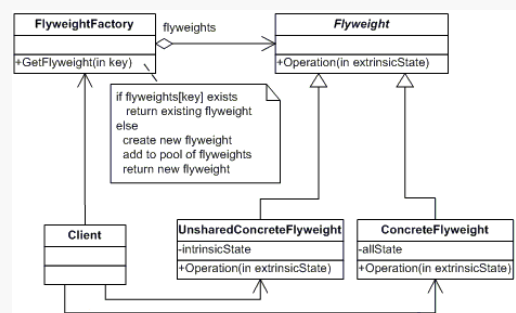 FlyweightFactory
flyweights
Flyweight
+GetFlyweight(in key)
+Operation(in extrinsicState)
if flyweights[key] exists
return existing flyweight
else
create new flyweight
add to pool of flyweights
return new flyweight
Client
UnsharedConcreteFlyweight
-intrinsicState
+Operation(in extrinsicState)
ConcreteFlyweight
-allState
+Operation(in extrinsicState)